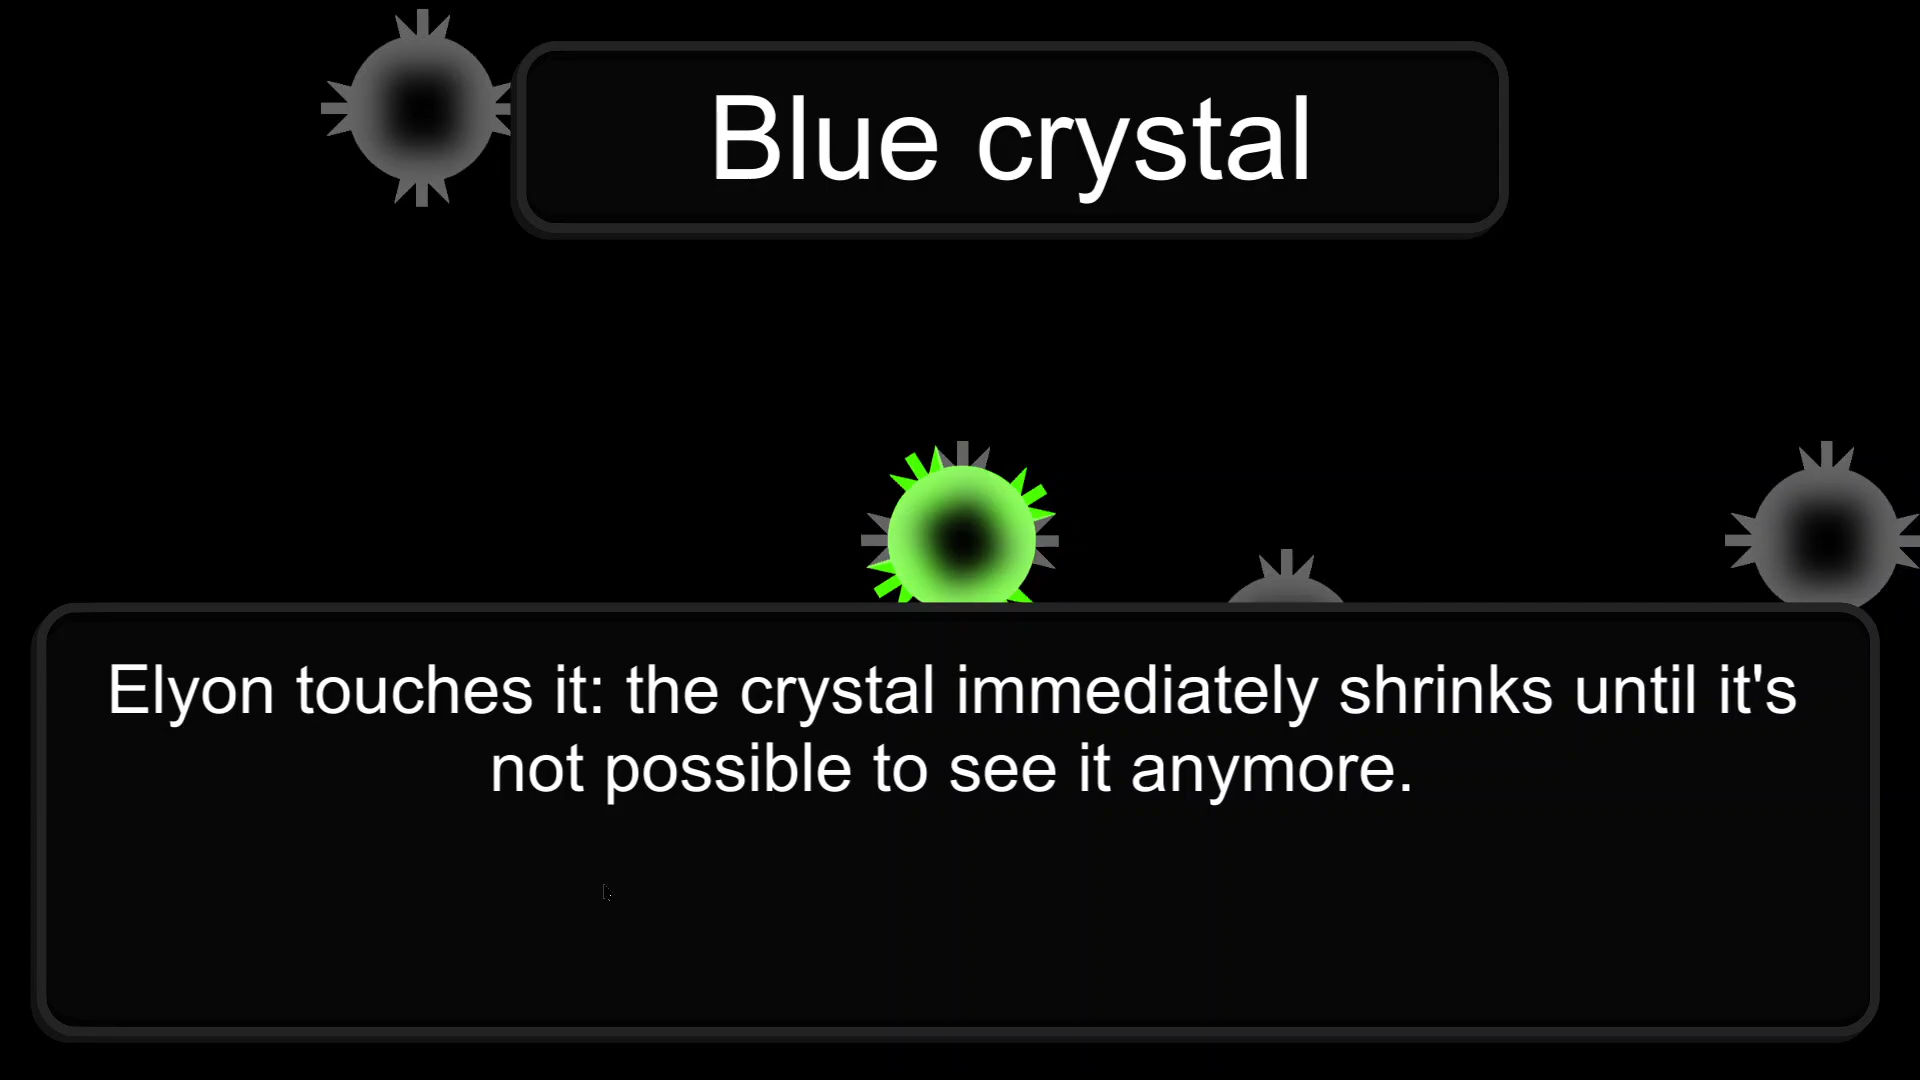 Blue crystal
Elyon touches it: the crystal immediately shrinks until it's
not possible to see it anymore.